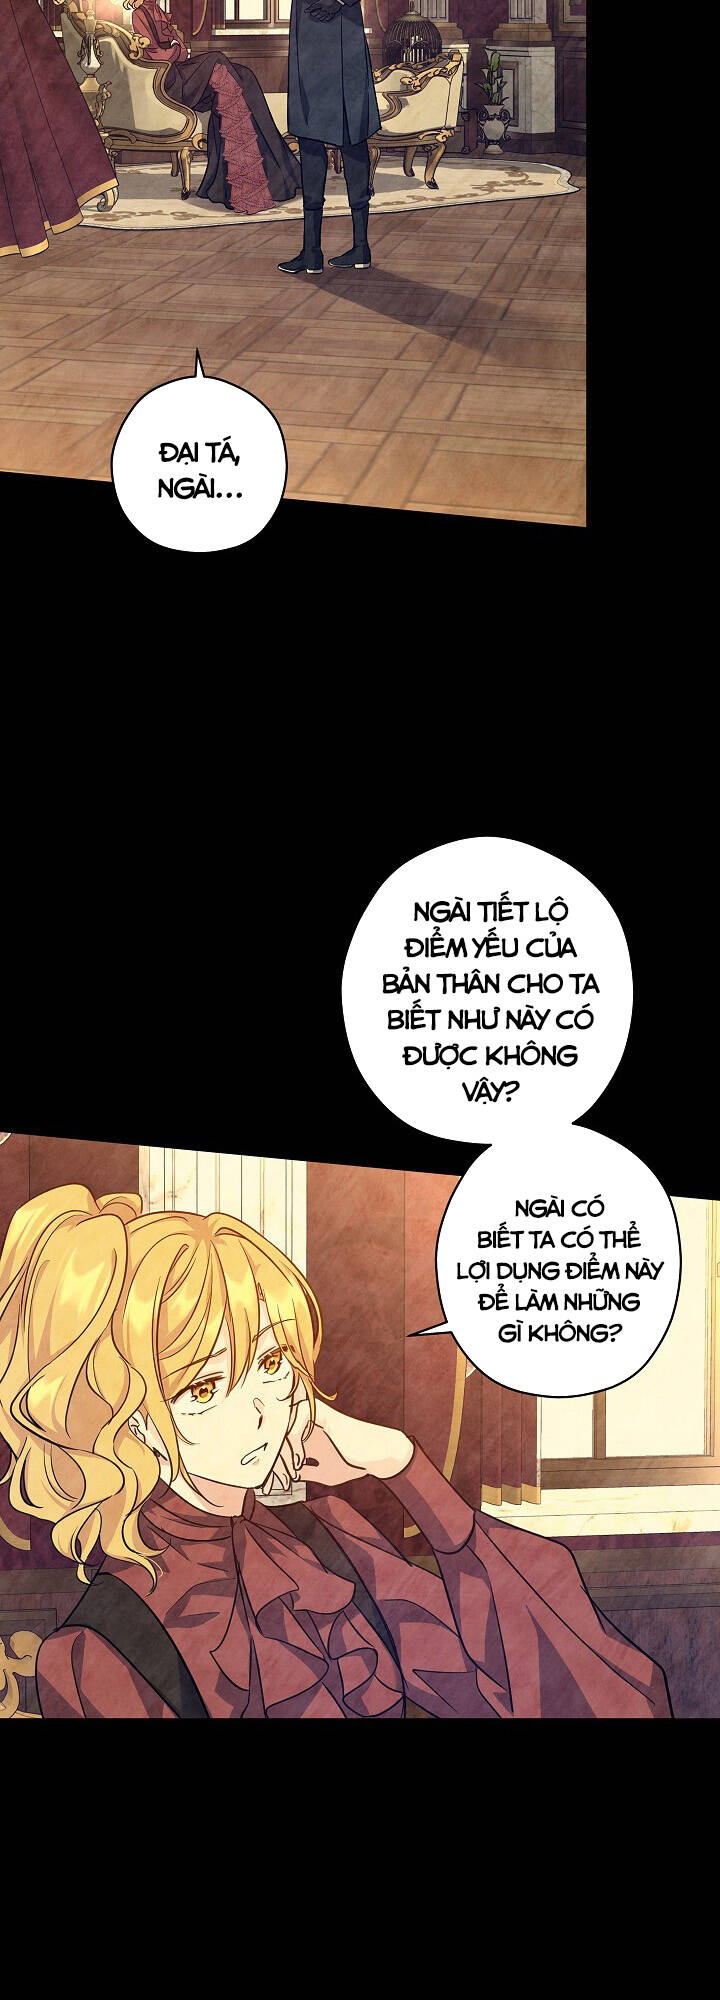 ĐẠI TÁ,
NGÀI...
NGÀI TIẾT LỘ
ĐIỂM YẾU CỦA
BẢN THÂN CHO TA
BIẾT NHƯ NÀY CÓ
ĐƯỢC KHÔNG
VẬY?
NGÀI CÓ
BIẾT TA CÓ THỂ
LỢI DỤNG ĐIỂM NÀY
ĐỂ LÀM NHỮNG
GÌ KHÔNG?